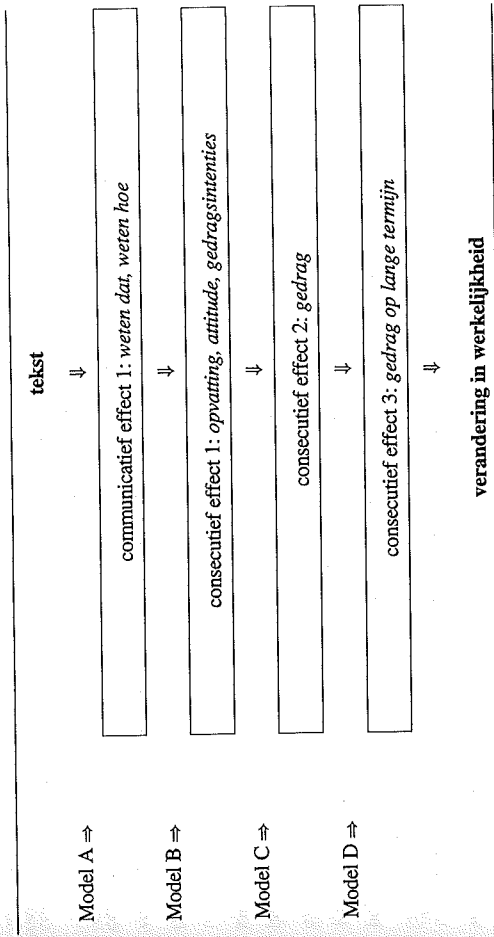 tekst
⇓
Model A ⇒
communicatief effect 1: weten dat, weten hoe
⇓
Model B ⇒
consecutief effect 1: opvatting, attitude, gedragsintenties
⇓
Model C ⇒
consecutief effect 2: gedrag
⇓
Model D ⇒
consecutief effect 3: gedrag op lange termijn
⇓
verandering in werkelijkheid